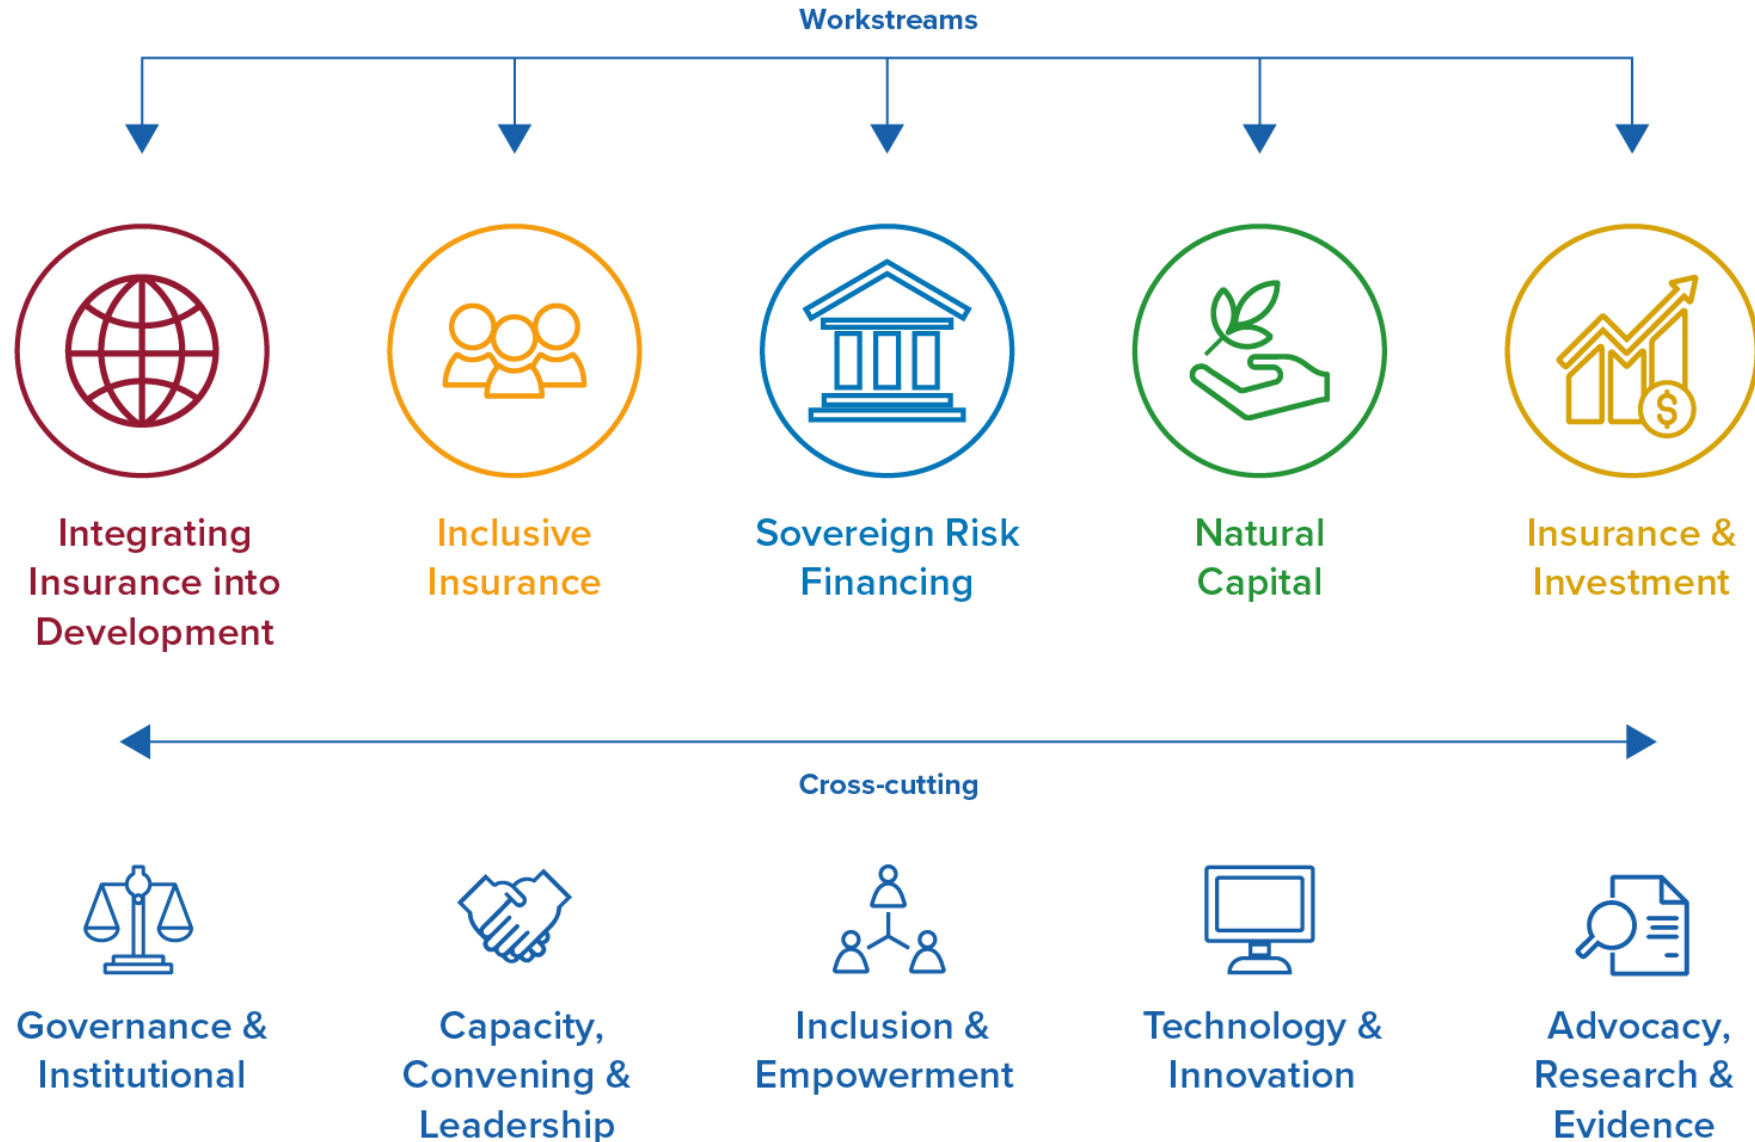 Workstreams
Integrating
Insurance into
Development
Inclusive
Insurance
Sovereign Risk
Financing
Natural
Capital
$
Insurance &
Investment
Cross-cutting
Governance &
Institutional
Capacity,
Convening &
Leadership
Inclusion &
Empowerment
Technology &
Innovation
Advocacy,
Research &
Evidence